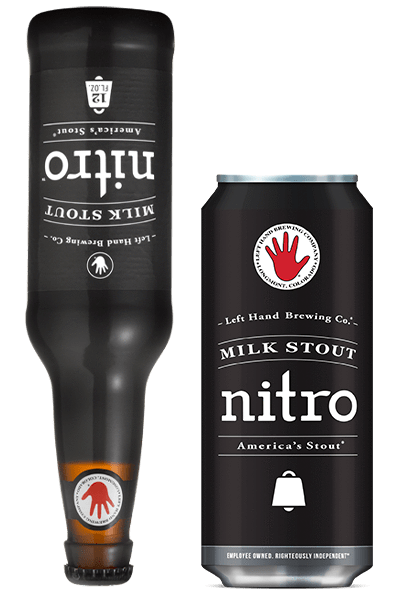 12
FL.OZ.
America's Stout®
nitro
MILK STOUT
– Left Hand Brewing Co. –
LEFT HAND BREWING COMPANY
LONGMONT, COLORADO
– Left Hand Brewing Co.® –
MILK STOUT
nitro
America's Stout®
EMPLOYEE OWNED. RIGHTEOUSLY INDEPENDENT™